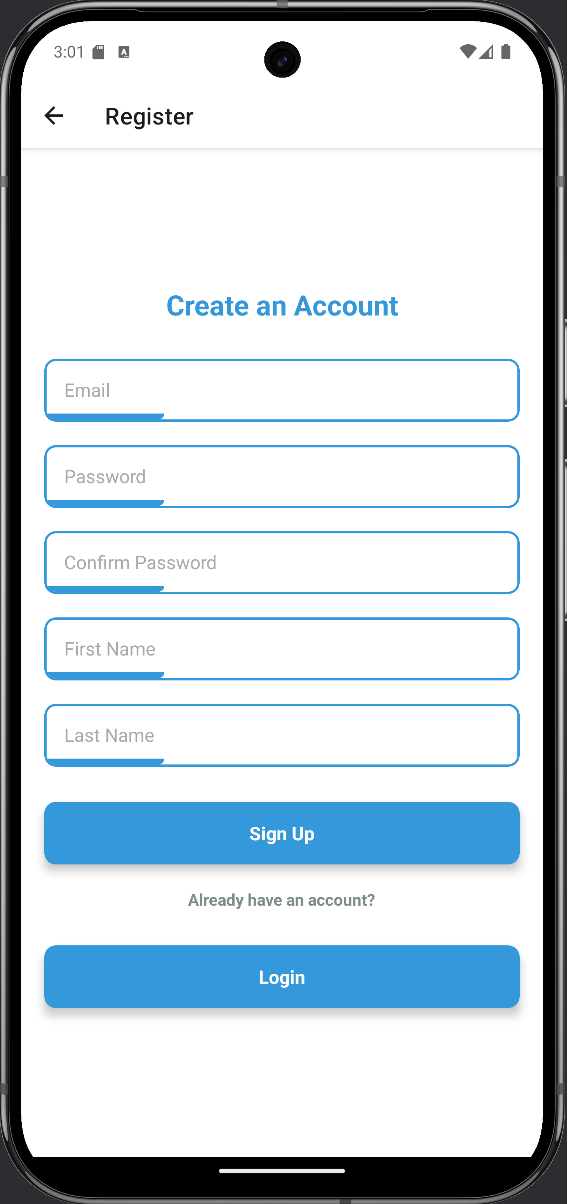 3:01
Register
Create an Account
Email
Password
Confirm Password
First Name
Last Name
Sign Up
Already have an account?
Login